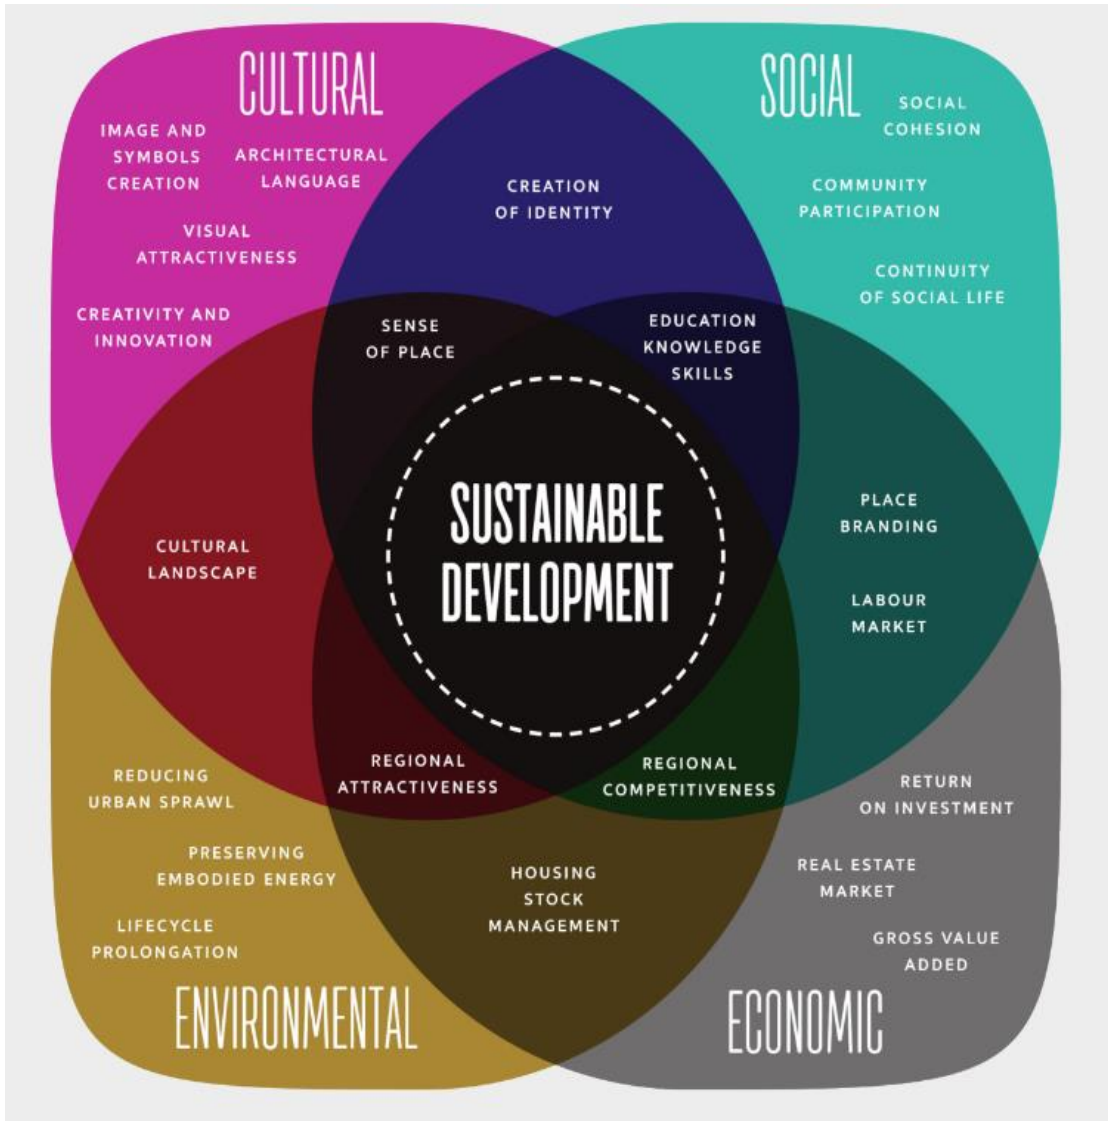 CULTURAL
IMAGE AND
SYMBOLS
CREATION
ARCHITECTURAL
LANGUAGE
VISUAL
ATTRACTIVENESS
CREATIVITY AND
INNOVATION
CREATION
OF IDENTITY
SOCIAL
SOCIAL
COHESION
COMMUNITY
PARTICIPATION
CONTINUITY
OF SOCIAL LIFE
SENSE
OF PLACE
EDUCATION
KNOWLEDGE
SKILLS
CULTURAL
LANDSCAPE
SUSTAINABLE
DEVELOPMENT
PLACE
BRANDING
LABOUR
MARKET
REGIONAL
ATTRACTIVENESS
REGIONAL
COMPETITIVENESS
REDUCING
URBAN SPRAWL
PRESERVING
EMBODIED ENERGY
LIFECYCLE
PROLONGATION
ENVIRONMENTAL
HOUSING
STOCK
MANAGEMENT
RETURN
ON INVESTMENT
REAL ESTATE
MARKET
GROSS VALUE
ADDED
ECONOMIC